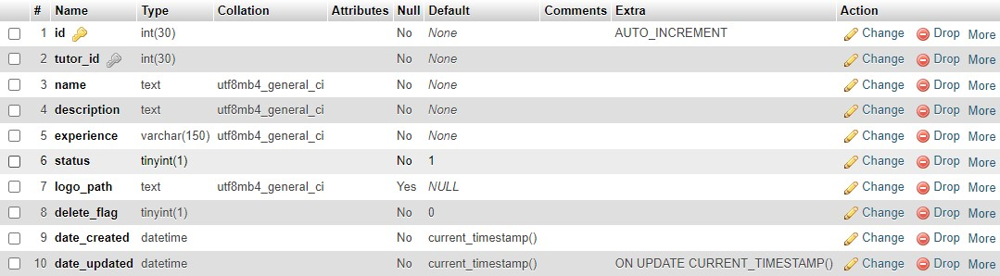 # Name Type Collation Attributes Null Default Comments Extra Action
1 id int(30) No None AUTO_INCREMENT Change Drop More
2 tutor_id int(30) No None Change Drop More
3 name text utf8mb4_general_ci No None Change Drop More
4 description text utf8mb4_general_ci No None Change Drop More
5 experience varchar(150) utf8mb4_general_ci No None Change Drop More
6 status tinyint(1) No 1 Change Drop More
7 logo_path text utf8mb4_general_ci Yes NULL Change Drop More
8 delete_flag tinyint(1) No 0 Change Drop More
9 date_created datetime No current_timestamp() Change Drop More
10 date_updated datetime No current_timestamp() ON UPDATE CURRENT_TIMESTAMP() Change Drop More